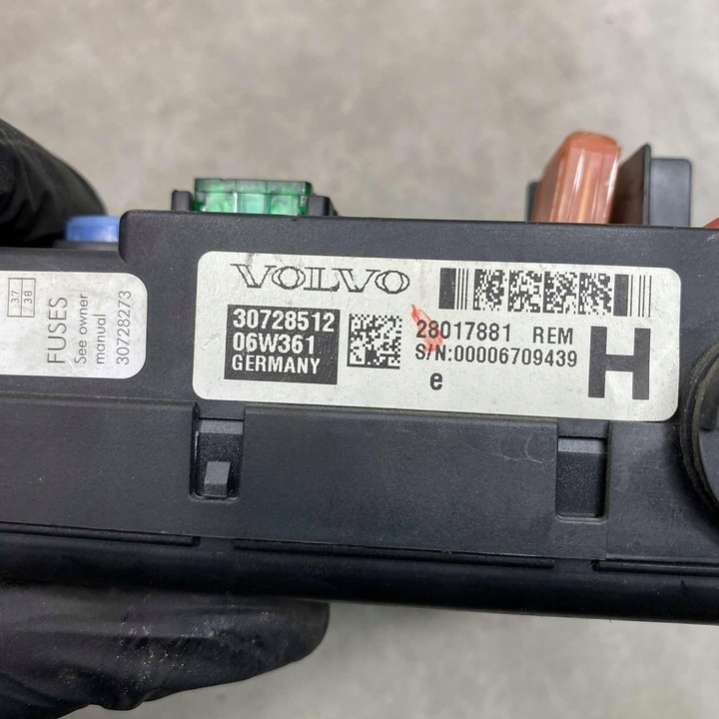 37
38
FUSES
See owner
manual
30728273
VOLVO
30728512
06W361
GERMANY
28017881 REM
S/N:00006709439
e
H